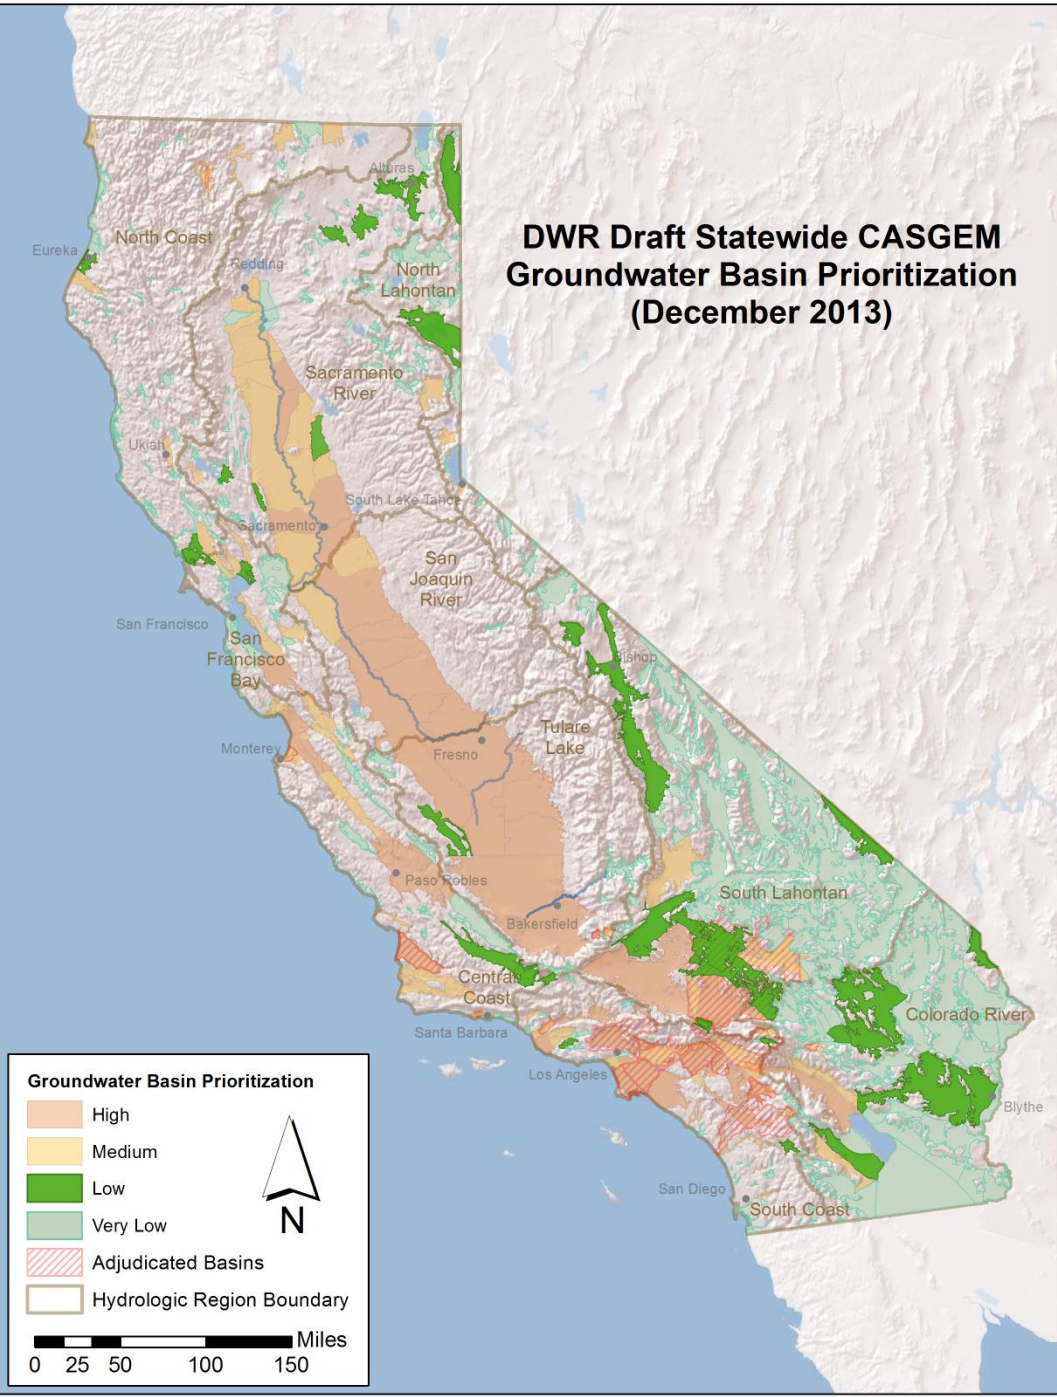 DWR Draft Statewide CASGEM
Groundwater Basin Prioritization
(December 2013)
Alturas
North Coast
Eureka
Redding
North
Lahontan
Sacramento
River
Ukiah
South Lake Tahoe
Sacramento
San
Joaquin
River
San Francisco
San
Francisco
Bay
Bishop
Tulare
Lake
Monterey
Fresno
Paso Robles
South Lahontan
Bakersfield
Central
Coast
Colorado River
Santa Barbara
Los Angeles
Blythe
San Diego
South Coast
Groundwater Basin Prioritization
High
Medium
Low
Very Low
Adjudicated Basins
Hydrologic Region Boundary
N
Miles
0 25 50 100 150